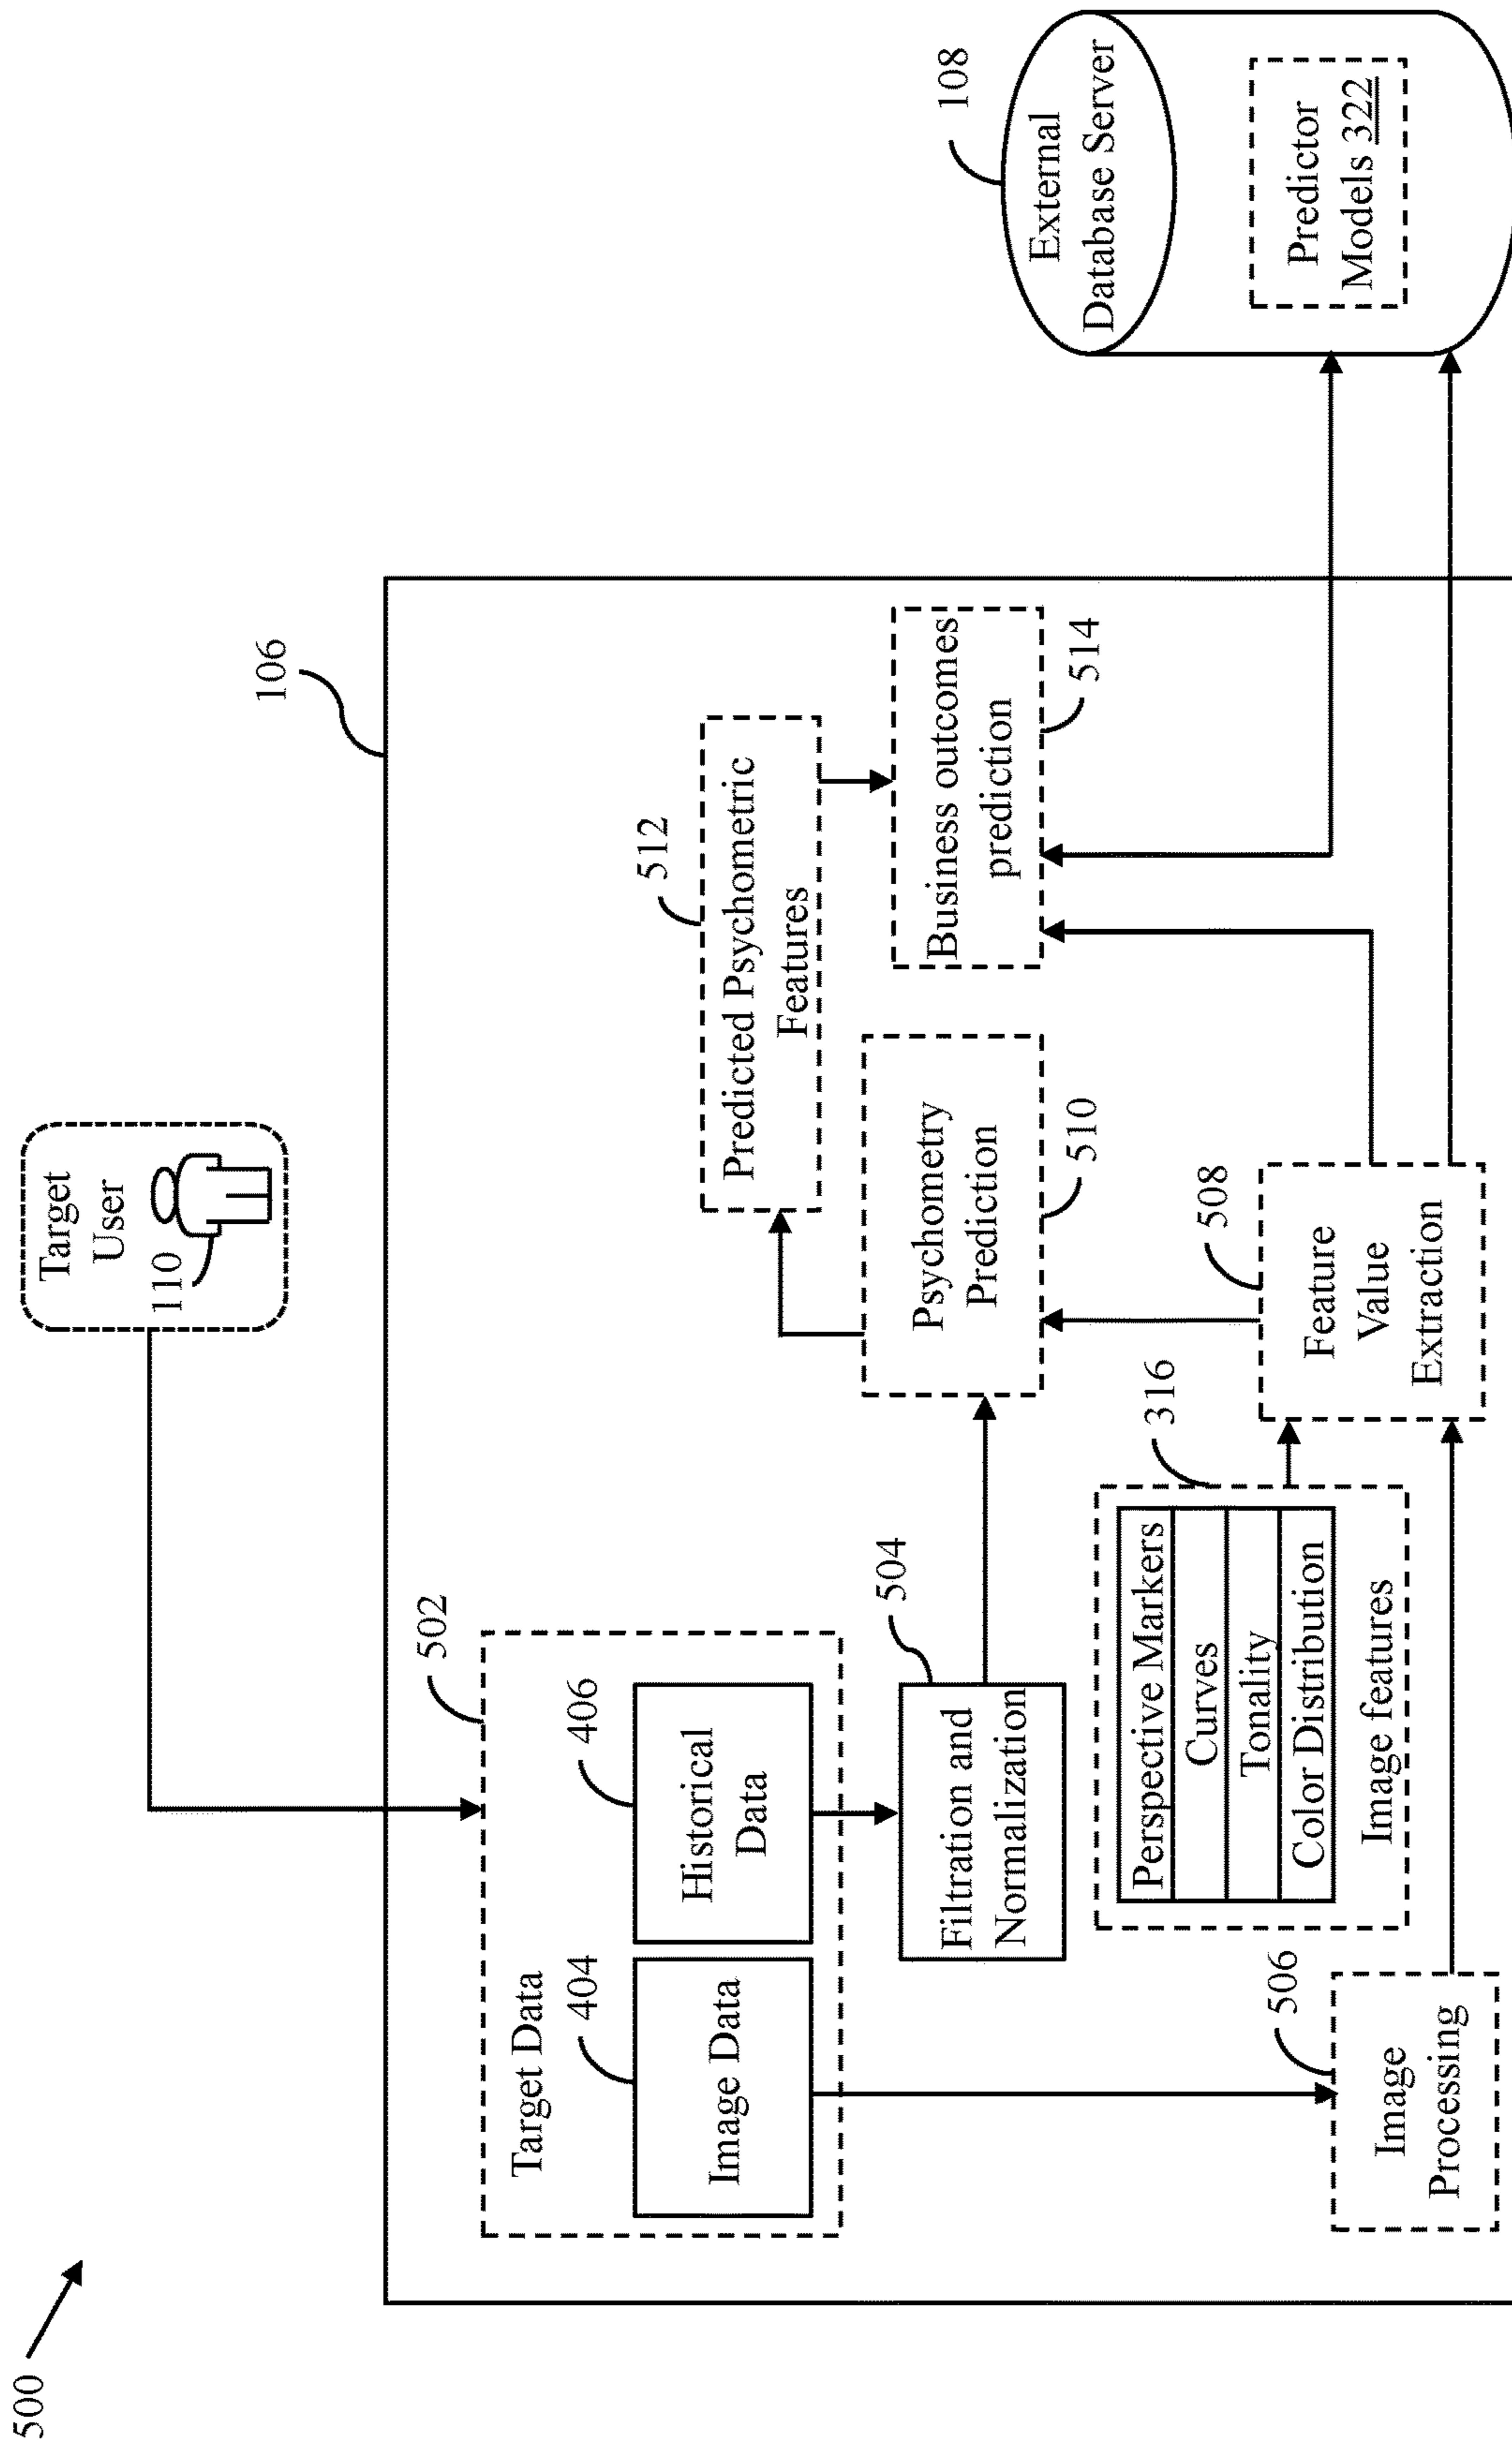 500
Target
User
110
106
502
Target Data
404
Image Data
406
Historical
Data
504
Filtration and
Normalization
506
Image
Processing
316
Perspective Markers
Curves
Tonality
Color Distribution
Image features
508
Feature
Value
Extraction
Psychometry
Prediction
510
512
Predicted Psychometric
Features
Business outcomes
prediction
514
108
External
Database Server
Predictor
Models 322